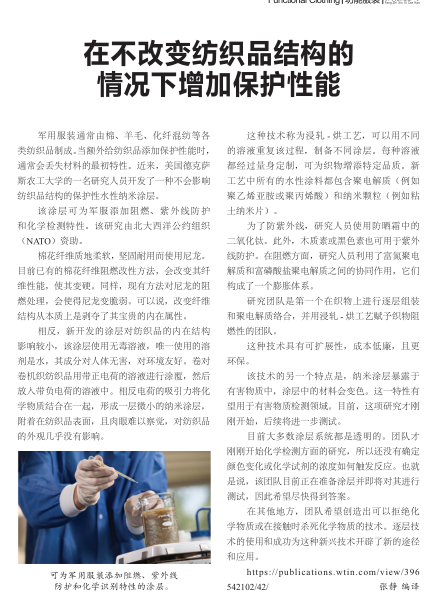 Functional Clothing | 功能服装 |
在不改变纺织品结构的
情况下增加保护性能
军用服装通常由棉、羊毛、化纤混纺等各
类纺织品制成。当额外给纺织品添加保护性能时，
通常会丢失材料的最初特性。近来，美国德克萨
斯农工大学的一名研究人员开发了一种不会影响
纺织品结构的保护性水性纳米涂层。
该涂层可为军服添加阻燃、紫外线防护
和化学检测特性。该研究由北大西洋公约组织
（NATO）资助。
棉花纤维质地柔软，坚固耐用而使用尼龙。
目前已有的棉花纤维阻燃改性方法，会改变其纤
维性能，使其变硬。同样，现有方法对尼龙的阻
燃处理，会使得尼龙变脆弱。可以说，改变纤维
结构从本质上是剥夺了其宝贵的内在属性。
相反，新开发的涂层对纺织品的内在结构
影响较小，该涂层使用无毒溶液，唯一使用的溶
剂是水，其成分对人体无害，对环境友好。卷对
卷机织纺织品用带正电荷的溶液进行涂覆，然后
放入带负电荷的溶液中。相反电荷的吸引力将化
学物质结合在一起，形成一层微小的纳米涂层，
附着在纺织品表面，且肉眼难以察觉，对纺织品
的外观几乎没有影响。
可为军用服装添加阻燃、紫外线
防护和化学识别特性的涂层。
这种技术称为浸轧 - 烘工艺，可以用不同
的溶液重复该过程，制备不同涂层。每种溶液
都经过量身定制，可为织物增添特定品质。新
工艺中所有的水性涂料都包含聚电解质（例如
聚乙烯亚胺或聚丙烯酸）和纳米颗粒（例如粘
土纳米片）。
为了防紫外线，研究人员使用防晒霜中的
二氧化钛。此外，木质素或黑色素也可用于紫外
线防护。在阻燃方面，研究人员利用了富氮聚电
解质和富磷酸盐聚电解质之间的协同作用，它们
构成了一个膨胀体系。
研究团队是第一个在织物上进行逐层组装
和聚电解质络合，并用浸轧 - 烘工艺赋予织物阻
燃性的团队。
这种技术具有可扩展性，成本低廉，且更
环保。
该技术的另一个特点是，纳米涂层暴露于
有害物质中，涂层中的材料会变色。这一特性有
望用于有害物质检测领域。目前，这项研究才刚
刚开始，后续将进一步测试。
目前大多数涂层系统都是透明的。团队才
刚刚开始化学检测方面的研究，所以还没有确定
颜色变化或化学试剂的浓度如何触发反应。也就
是说，该团队目前正在准备涂层并即将对其进行
测试，因此希望尽快得到答案。
在其他地方，团队希望创造出可以拒绝化
学物质或在接触时杀死化学物质的技术。逐层技
术的使用和成功为这种新兴技术开辟了新的途径
和应用。
https://publications.wtin.com/view/396
542102/42/
张静 编译